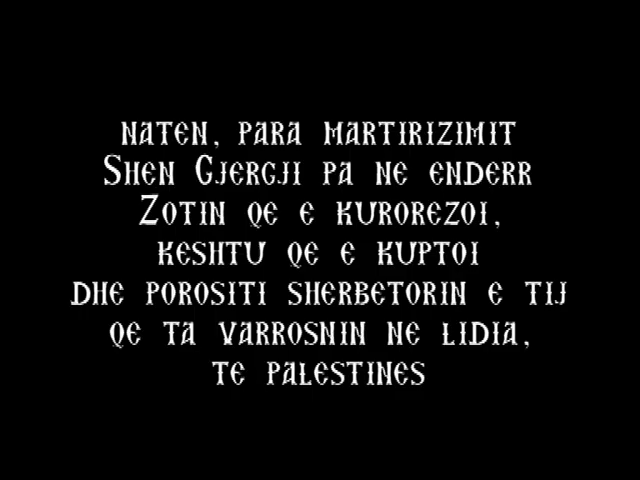 NATEN, PARA MARTIRIZIMIT
SHEN GJERGJI PA NE ENDERR
ZOTIN QE E KUROREZOI,
KESHTU QE E KUPTOI
DHE POROSITI SHERBETORIN E TIJ
QE TA VARROSNIN NE LIDIA,
TE PALESTINES